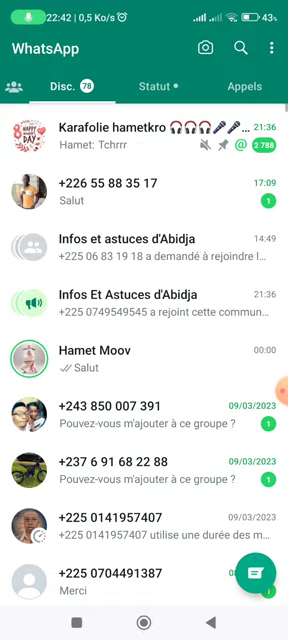 22:42 | 0,5 Ko/s
43%
WhatsApp
Disc. 78
Statut
Appels
Karafolie hametkro 🎧🎧🎧🎤🎤... 21:36
Hamet: Tchrrr @ 2 788
+226 55 88 35 17 17:09
Salut 1
Infos et astuces d'Abidja 14:49
+225 06 83 19 18 a demandé à rejoindre l...
Infos Et Astuces d'Abidja 21:36
+225 0749549545 a rejoint cette commun...
Hamet Moov 00:00
Salut
+243 850 007 391 09/03/2023
Pouvez-vous m'ajouter à ce groupe ? 1
+237 6 91 68 22 88 09/03/2023
Pouvez-vous m'ajouter à ce groupe ? 1
+225 0141957407 09/03/2023
+225 0141957407 utilise une durée des m...
+225 0704491387
Merci 1